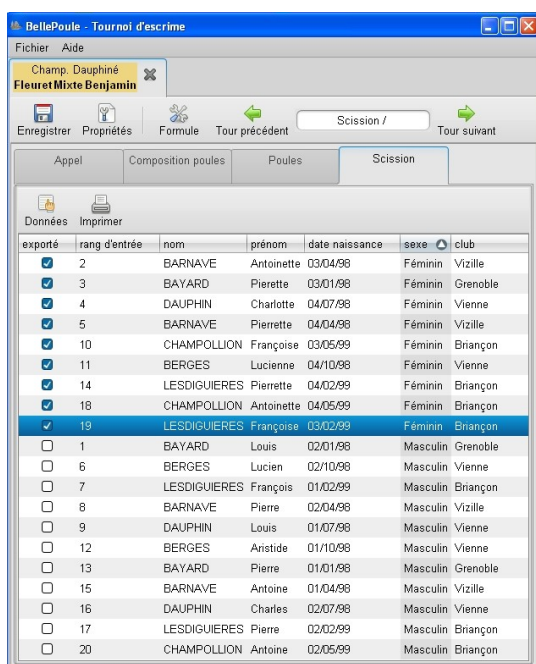 BellePoule - Tournoi d'escrime
Fichier Aide
Champ. Dauphiné
Fleuret Mixte Benjamin
Enregistrer Propriétés Formule Tour précédent Scission / Tour suivant
Appel Composition poules Poules Scission
Données Imprimer
exporté rang d'entrée nom prénom date naissance sexe club
2 BARNAVE Antoinette 03/04/98 Féminin Vizille
3 BAYARD Pierette 03/01/98 Féminin Grenoble
4 DAUPHIN Charlotte 04/07/98 Féminin Vienne
5 BARNAVE Pierrette 04/04/98 Féminin Vizille
10 CHAMPOLLION Françoise 03/05/99 Féminin Briançon
11 BERGES Lucienne 04/10/98 Féminin Vienne
14 LESDIGUIERES Pierrette 04/02/99 Féminin Briançon
18 CHAMPOLLION Antoinette 04/05/99 Féminin Briançon
19 LESDIGUIERES Françoise 03/02/99 Féminin Briançon
1 BAYARD Louis 02/01/98 Masculin Grenoble
6 BERGES Lucien 02/10/98 Masculin Vienne
7 LESDIGUIERES François 01/02/99 Masculin Briançon
8 BARNAVE Pierre 02/04/98 Masculin Vizille
9 DAUPHIN Louis 01/07/98 Masculin Vienne
12 BERGES Aristide 01/10/98 Masculin Vienne
13 BAYARD Pierre 01/01/98 Masculin Grenoble
15 BARNAVE Antoine 01/04/98 Masculin Vizille
16 DAUPHIN Charles 02/07/98 Masculin Vienne
17 LESDIGUIERES Pierre 02/02/99 Masculin Briançon
20 CHAMPOLLION Antoine 02/05/99 Masculin Briançon